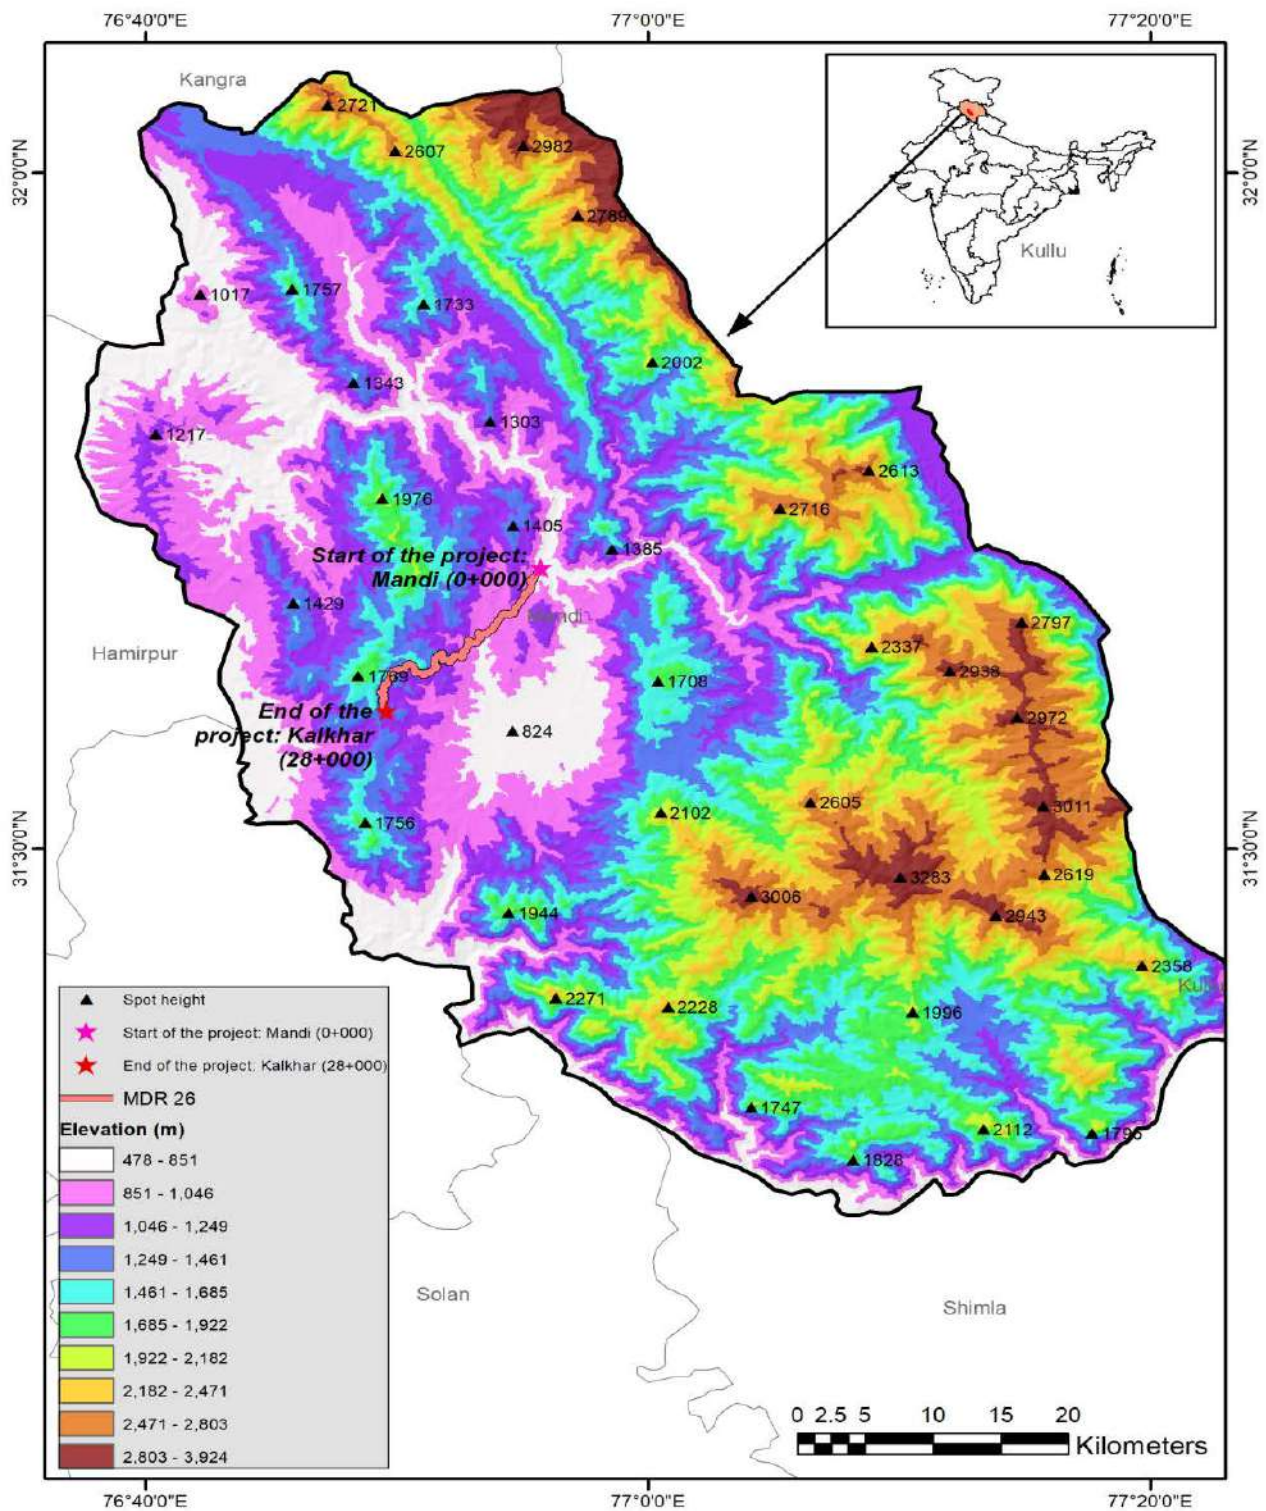 76°40'0"E
77°0'0"E
77°20'0"E
Kangra
2721
2607
2982
32°0'0"N
32°0'0"N
2789
Kullu
1017
1757
1733
2002
1343
1303
1217
2613
1976
2716
1405
1385
Start of the project:
Mandi (0+000)
Mandi
1429
2797
2337
Hamirpur
2938
1769
1708
End of the
project: Kalkhar
(28+000)
2972
824
2605
3011
2102
1756
31°30'0"N
31°30'0"N
2619
3283
3006
1944
2943
2358
2271
2228
1996
1747
2112
1795
1828
Spot height
Start of the project: Mandi (0+000)
End of the project: Kalkhar (28+000)
MDR 26
Elevation (m)
478 - 851
851 - 1,046
1,046 - 1,249
1,249 - 1,461
1,461 - 1,685
1,685 - 1,922
1,922 - 2,182
2,182 - 2,471
2,471 - 2,803
2,803 - 3,924
Solan
Shimla
0 2.5 5 10 15 20
Kilometers
76°40'0"E
77°0'0"E
77°20'0"E